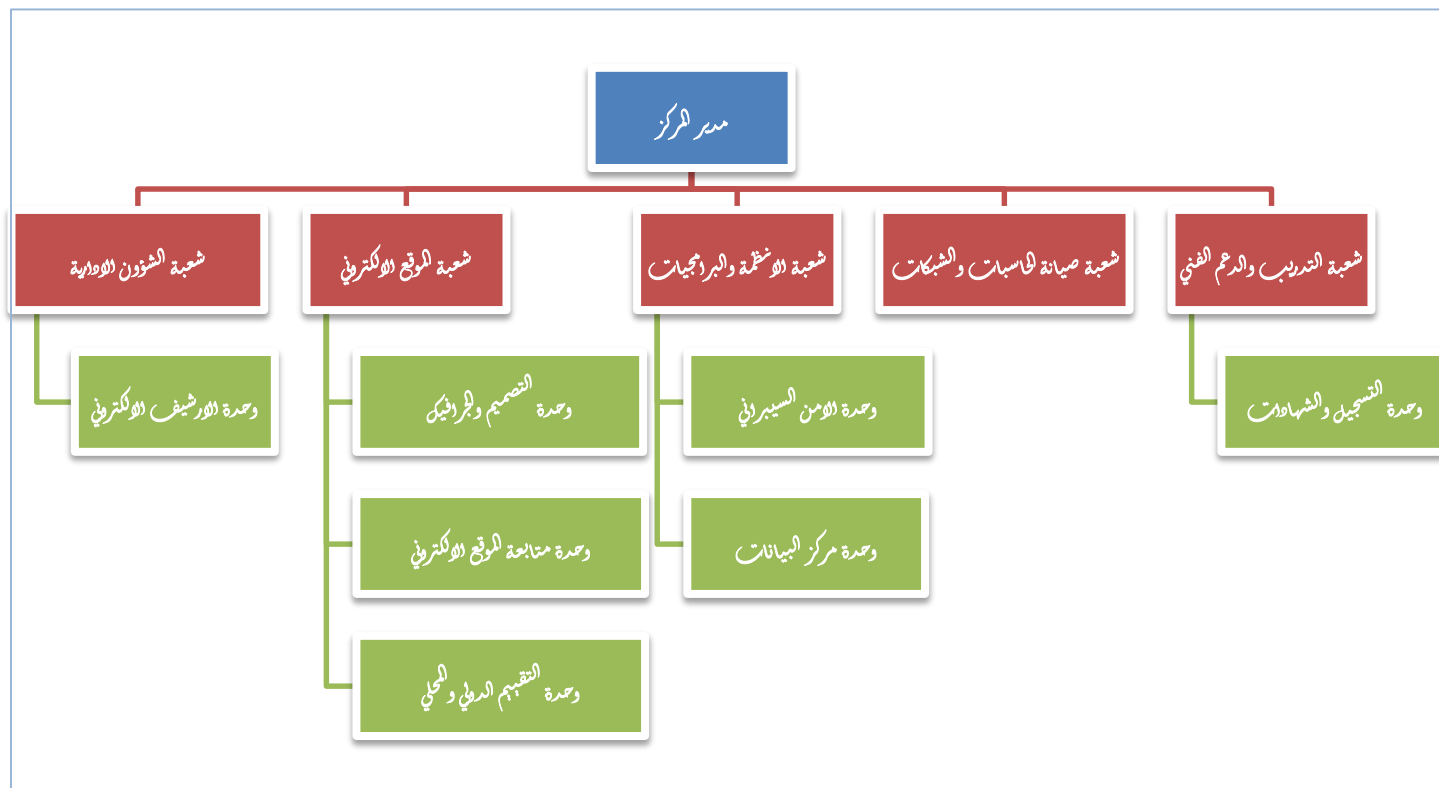 مدير المركز
شعبة التدريب والدعم الفني
شعبة صيانة الحاسبات والشبكات
شعبة الانظمة والبرامجيات
شعبة الموقع الالكتروني
شعبة الشؤون الادارية
وحدة التسجيل والشهادات
وحدة الامن السيبراني
وحدة التصميم والجرافيك
وحدة الارشيف الالكتروني
وحدة مركز البيانات
وحدة متابعة الموقع الالكتروني
وحدة التقييم الدولي والمحلي